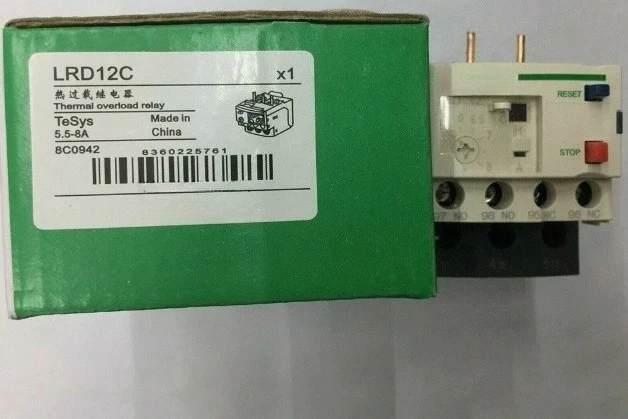 LRD12C x1
热过载继电器
Thermal overload relay
TeSys Made in
5.5-8A China
8C0942
8360225761
RESET
STOP
H
A
97 NO 98 NO 95 NC 96 NC